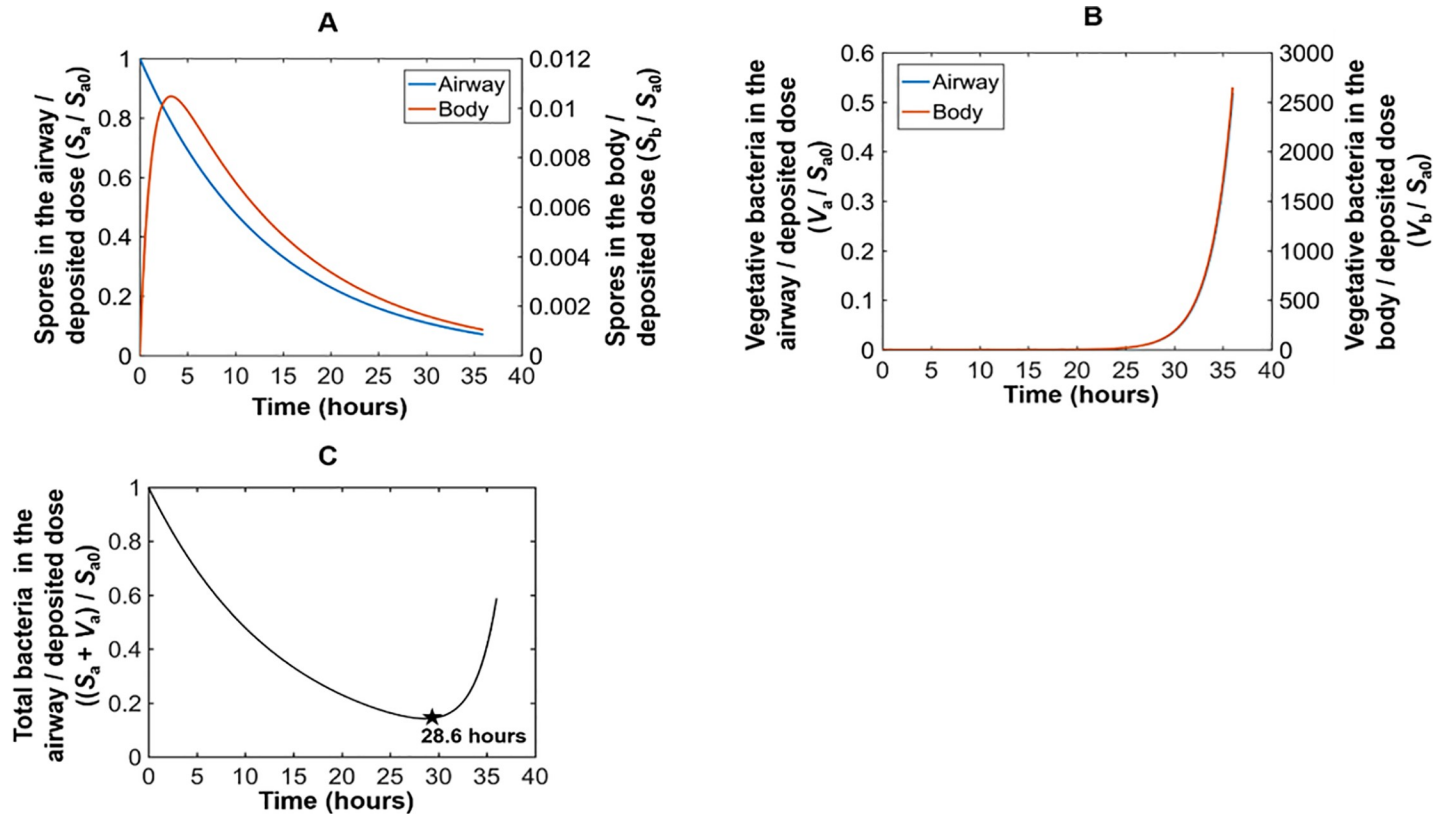 A
Spores in the airway /
deposited dose (Sa / Sa0)
1
0.8
0.6
0.4
0.2
0
Airway
Body
0.012
0.01
0.008
0.006
0.004
0.002
0
Spores in the body /
deposited dose (Sb / Sa0)
0 5 10 15 20 25 30 35 40
Time (hours)
B
Vegetative bacteria in the
airway / deposited dose
(Va / Sa0)
0.6
0.5
0.4
0.3
0.2
0.1
0
Airway
Body
3000
2500
2000
1500
1000
500
0
Vegetative bacteria in the
body / deposited dose
(Vb / Sa0)
0 5 10 15 20 25 30 35 40
Time (hours)
C
Total bacteria in the
airway / deposited dose
((Sa + Va) / Sa0)
1
0.8
0.6
0.4
0.2
0
28.6 hours
0 5 10 15 20 25 30 35 40
Time (hours)